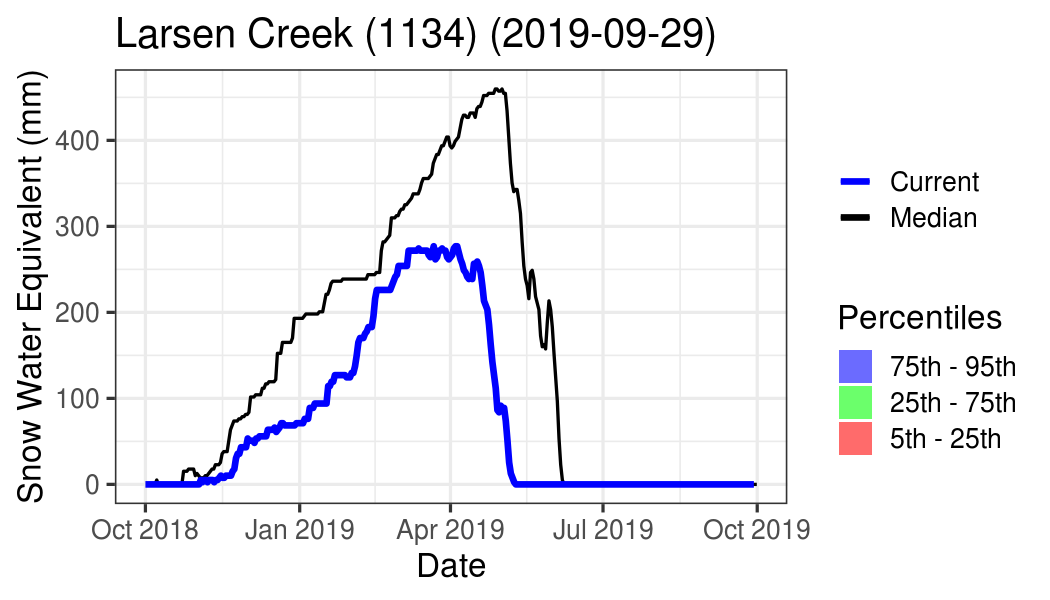 Larsen Creek (1134) (2019-09-29)
Snow Water Equivalent (mm)
400
300
200
100
0
Oct 2018
Jan 2019
Apr 2019
Jul 2019
Oct 2019
Date
Current
Median
Percentiles
75th - 95th
25th - 75th
5th - 25th